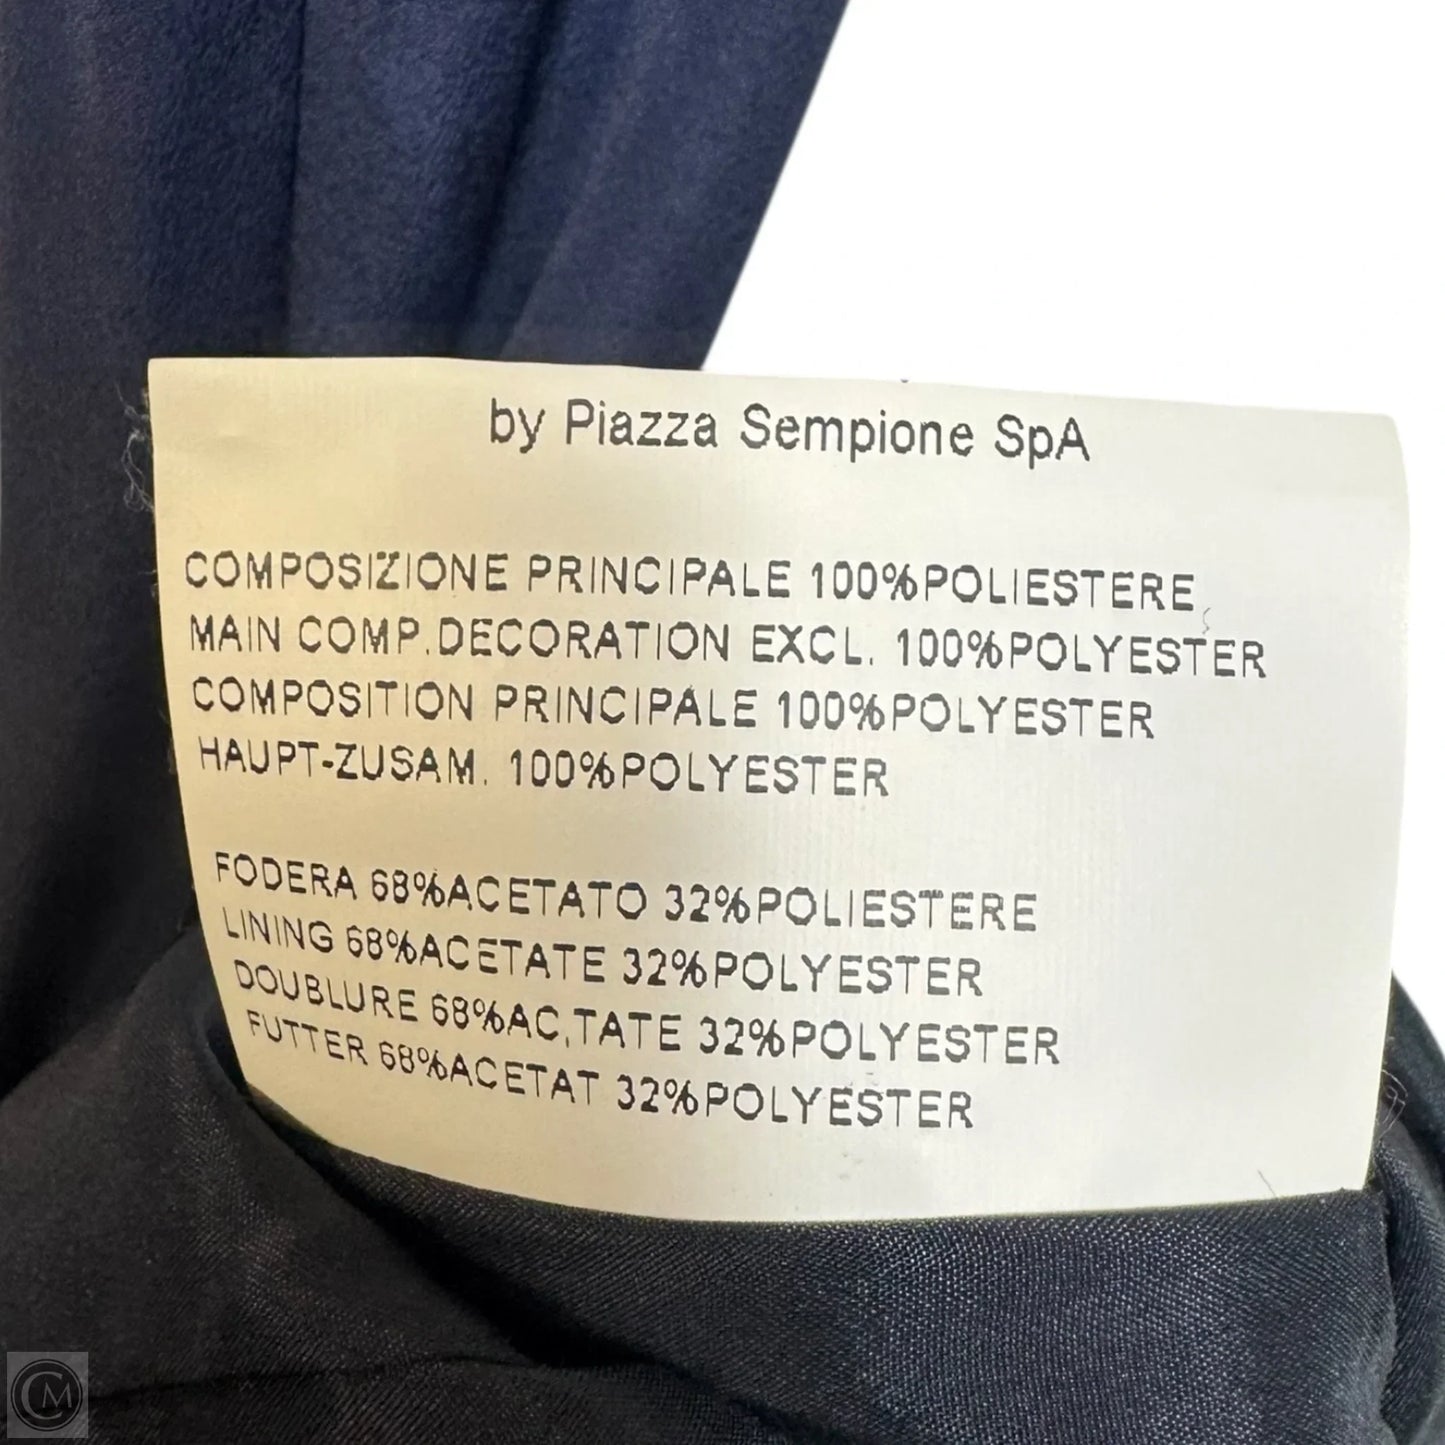 by Piazza Sempione SpA
COMPOSIZIONE PRINCIPALE 100%POLIESTERE
MAIN COMP.DECORATION EXCL. 100%POLYESTER
COMPOSITION PRINCIPALE 100%POLYESTER
HAUPT-ZUSAM. 100%POLYESTER
FODERA 68%ACETATO 32%POLIESTERE
LINING 68%ACETATE 32%POLYESTER
DOUBLURE 68%AC,TATE 32%POLYESTER
FUTTER 68%ACETAT 32%POLYESTER
CM